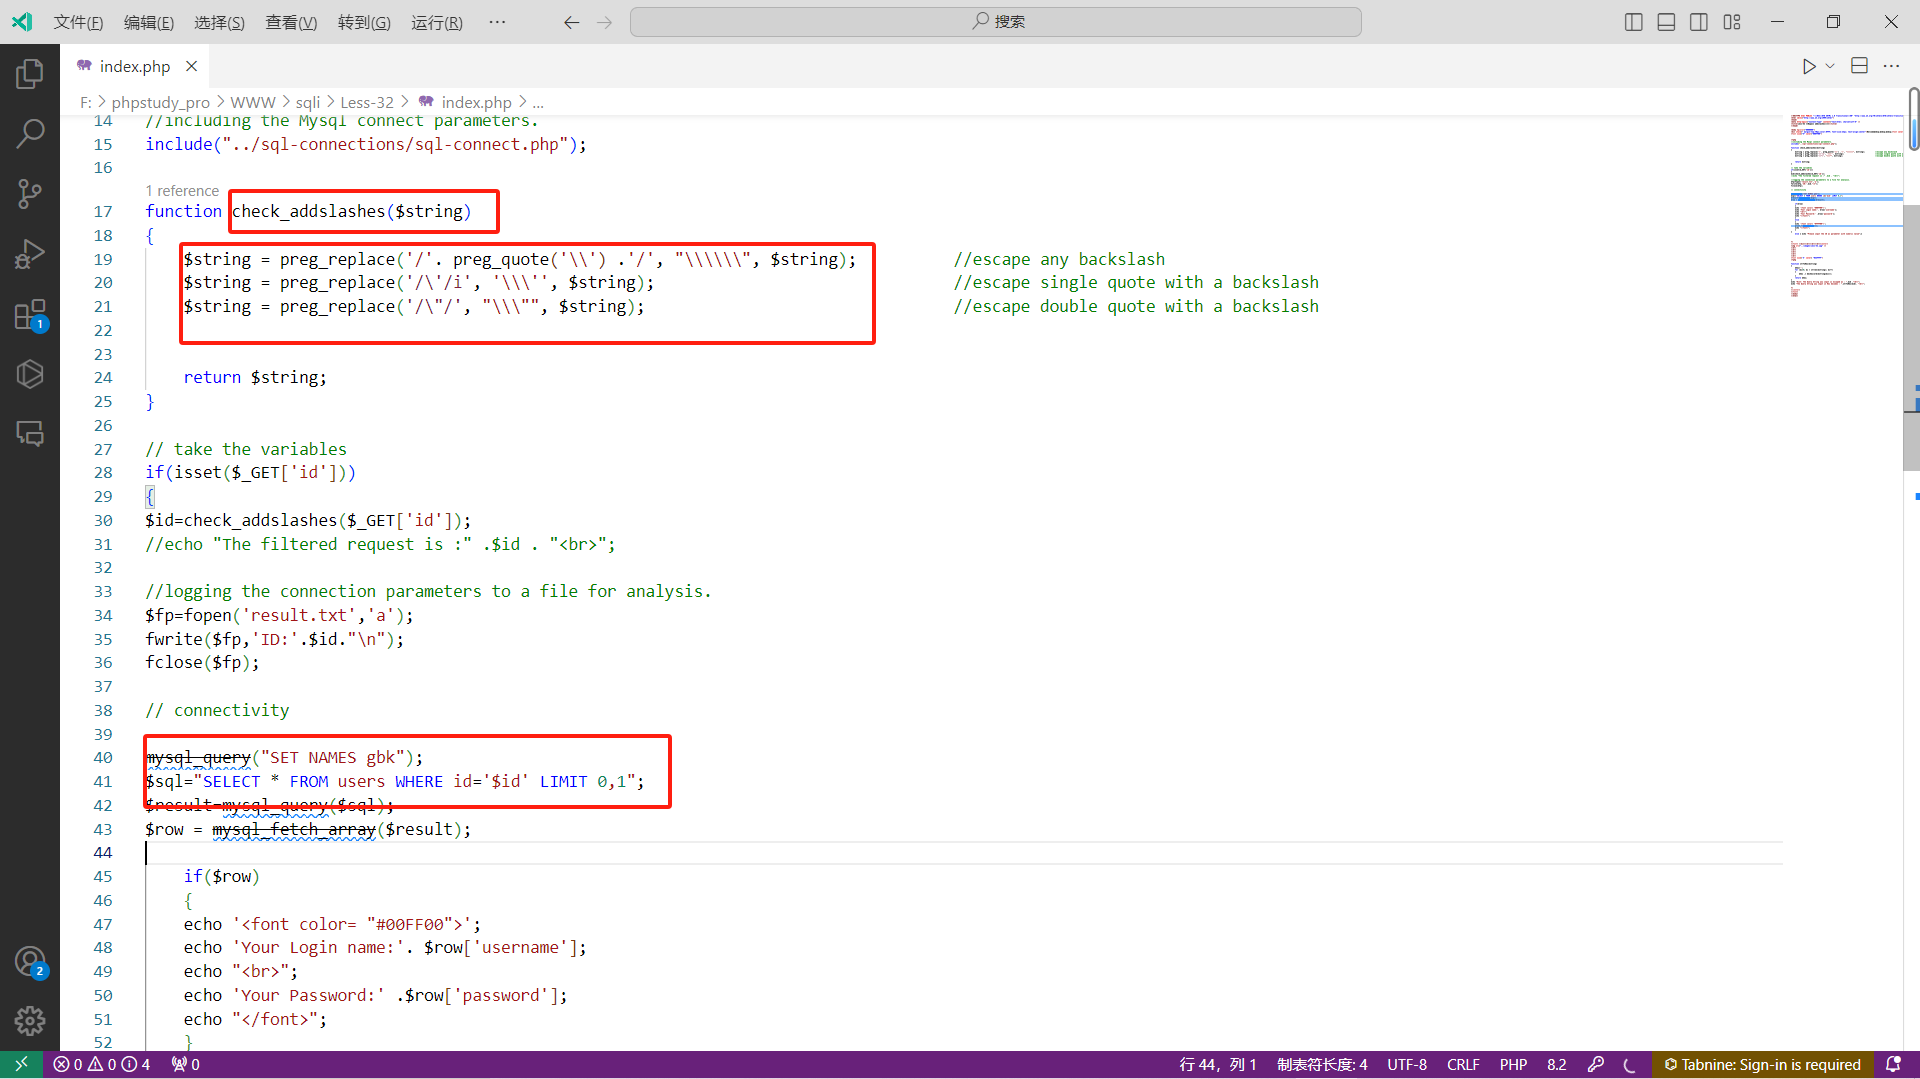 文件(F) 编辑(E) 选择(S) 查看(V) 转到(G) 运行(R) ··· 搜索
index.php
F: > phpstudy_pro > WWW > sqli > Less-32 > index.php > ...
14 //including the Mysql connect parameters.
15 include("../sql-connections/sql-connect.php");
16
1 reference
17 function check_addslashes($string)
18 {
19 $string = preg_replace('/'. preg_quote('\\') .'/', "\\\\\\", $string); //escape any backslash
20 $string = preg_replace('/\'/i', '\\\'', $string); //escape single quote with a backslash
21 $string = preg_replace('/\"/', "\\\"", $string); //escape double quote with a backslash
22
23
24 return $string;
25 }
26
27 // take the variables
28 if(isset($_GET['id']))
29 {
30 $id=check_addslashes($_GET['id']);
31 //echo "The filtered request is :" .$id . "<br>";
32
33 //logging the connection parameters to a file for analysis.
34 $fp=fopen('result.txt','a');
35 fwrite($fp,'ID:'.$id."\n");
36 fclose($fp);
37
38 // connectivity
39
40 mysql_query("SET NAMES gbk");
41 $sql="SELECT * FROM users WHERE id='$id' LIMIT 0,1";
42 $result=mysql_query($sql);
43 $row = mysql_fetch_array($result);
44
45 if($row)
46 {
47 echo '<font color= "#00FF00">';
48 echo 'Your Login name:'. $row['username'];
49 echo "<br>";
50 echo 'Your Password:' .$row['password'];
51 echo "</font>";
52 }
1
2
0 0 4 0 行 44，列 1 制表符长度: 4 UTF-8 CRLF PHP 8.2 Tabnine: Sign-in is required